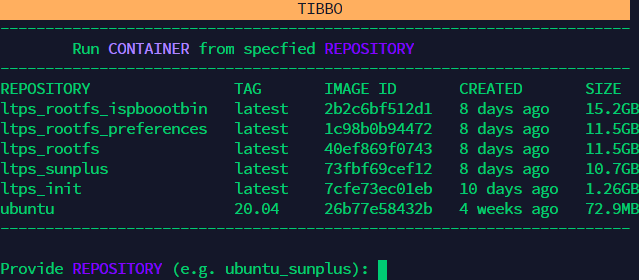 TIBBO
----------------------------------------------------------------------
Run CONTAINER from specfied REPOSITORY
----------------------------------------------------------------------
REPOSITORY TAG IMAGE ID CREATED SIZE
ltps_rootfs_ispboootbin latest 2b2c6bf512d1 8 days ago 15.2GB
ltps_rootfs_preferences latest 1c98b0b94472 8 days ago 11.5GB
ltps_rootfs latest 40ef869f0743 8 days ago 11.5GB
ltps_sunplus latest 73fbf69cef12 8 days ago 10.7GB
ltps_init latest 7cfe73ec01eb 10 days ago 1.26GB
ubuntu 20.04 26b77e58432b 4 weeks ago 72.9MB
----------------------------------------------------------------------
Provide REPOSITORY (e.g. ubuntu_sunplus):